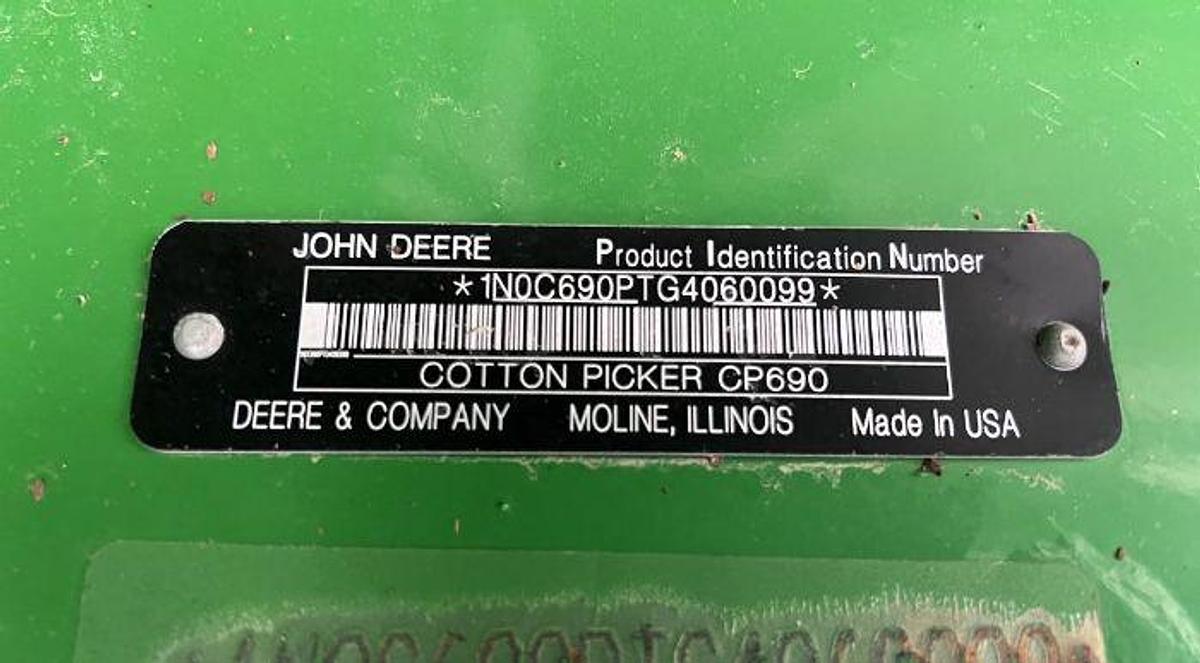 JOHN DEERE Product Identification Number
*1N0C690PTG4060099*
COTTON PICKER CP690
DEERE & COMPANY MOLINE, ILLINOIS Made In USA